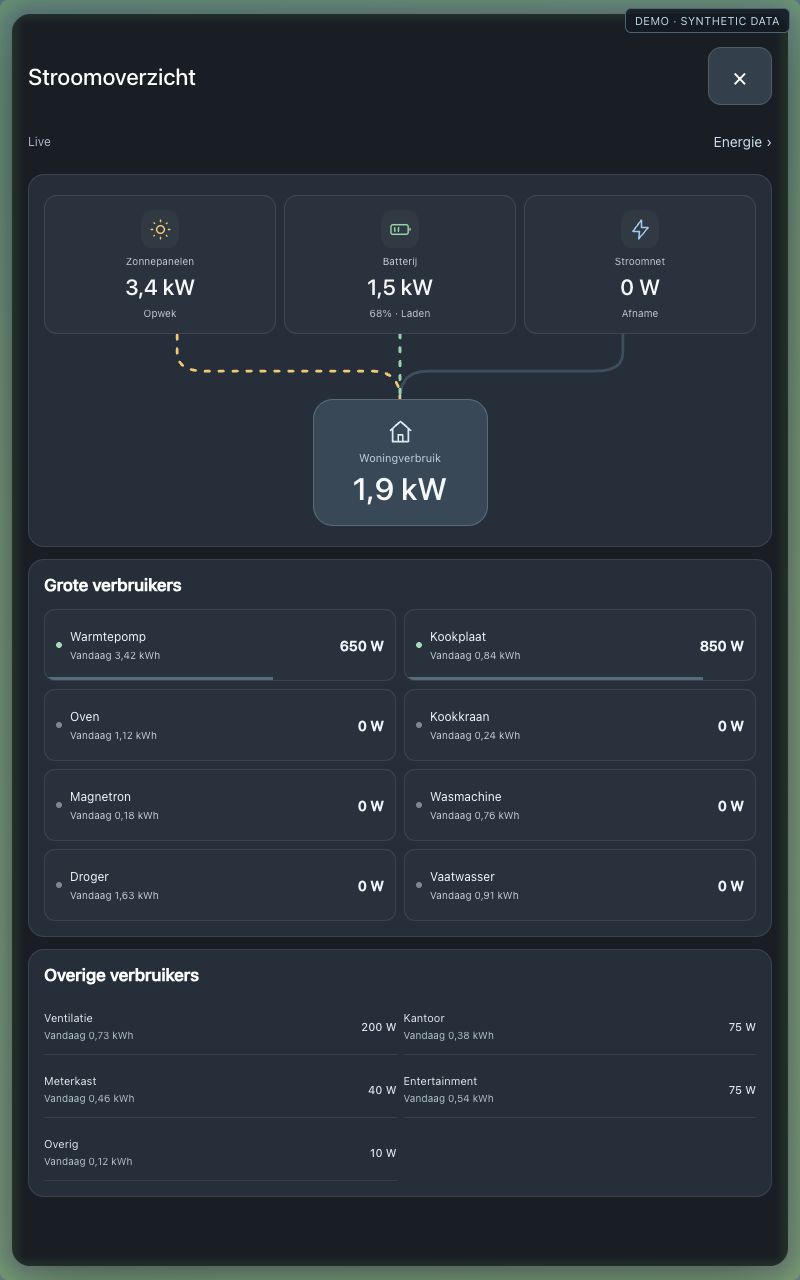 DEMO · SYNTHETIC DATA
Stroomoverzicht
×
Live
Energie ›
Zonnepanelen
3,4 kW
Opwek
Batterij
1,5 kW
68% · Laden
Stroomnet
0 W
Afname
Woningverbruik
1,9 kW
Grote verbruikers
Warmtepomp
Vandaag 3,42 kWh
650 W
Kookplaat
Vandaag 0,84 kWh
850 W
Oven
Vandaag 1,12 kWh
0 W
Kookkraan
Vandaag 0,24 kWh
0 W
Magnetron
Vandaag 0,18 kWh
0 W
Wasmachine
Vandaag 0,76 kWh
0 W
Droger
Vandaag 1,63 kWh
0 W
Vaatwasser
Vandaag 0,91 kWh
0 W
Overige verbruikers
Ventilatie
Vandaag 0,73 kWh
200 W
Kantoor
Vandaag 0,38 kWh
75 W
Meterkast
Vandaag 0,46 kWh
40 W
Entertainment
Vandaag 0,54 kWh
75 W
Overig
Vandaag 0,12 kWh
10 W